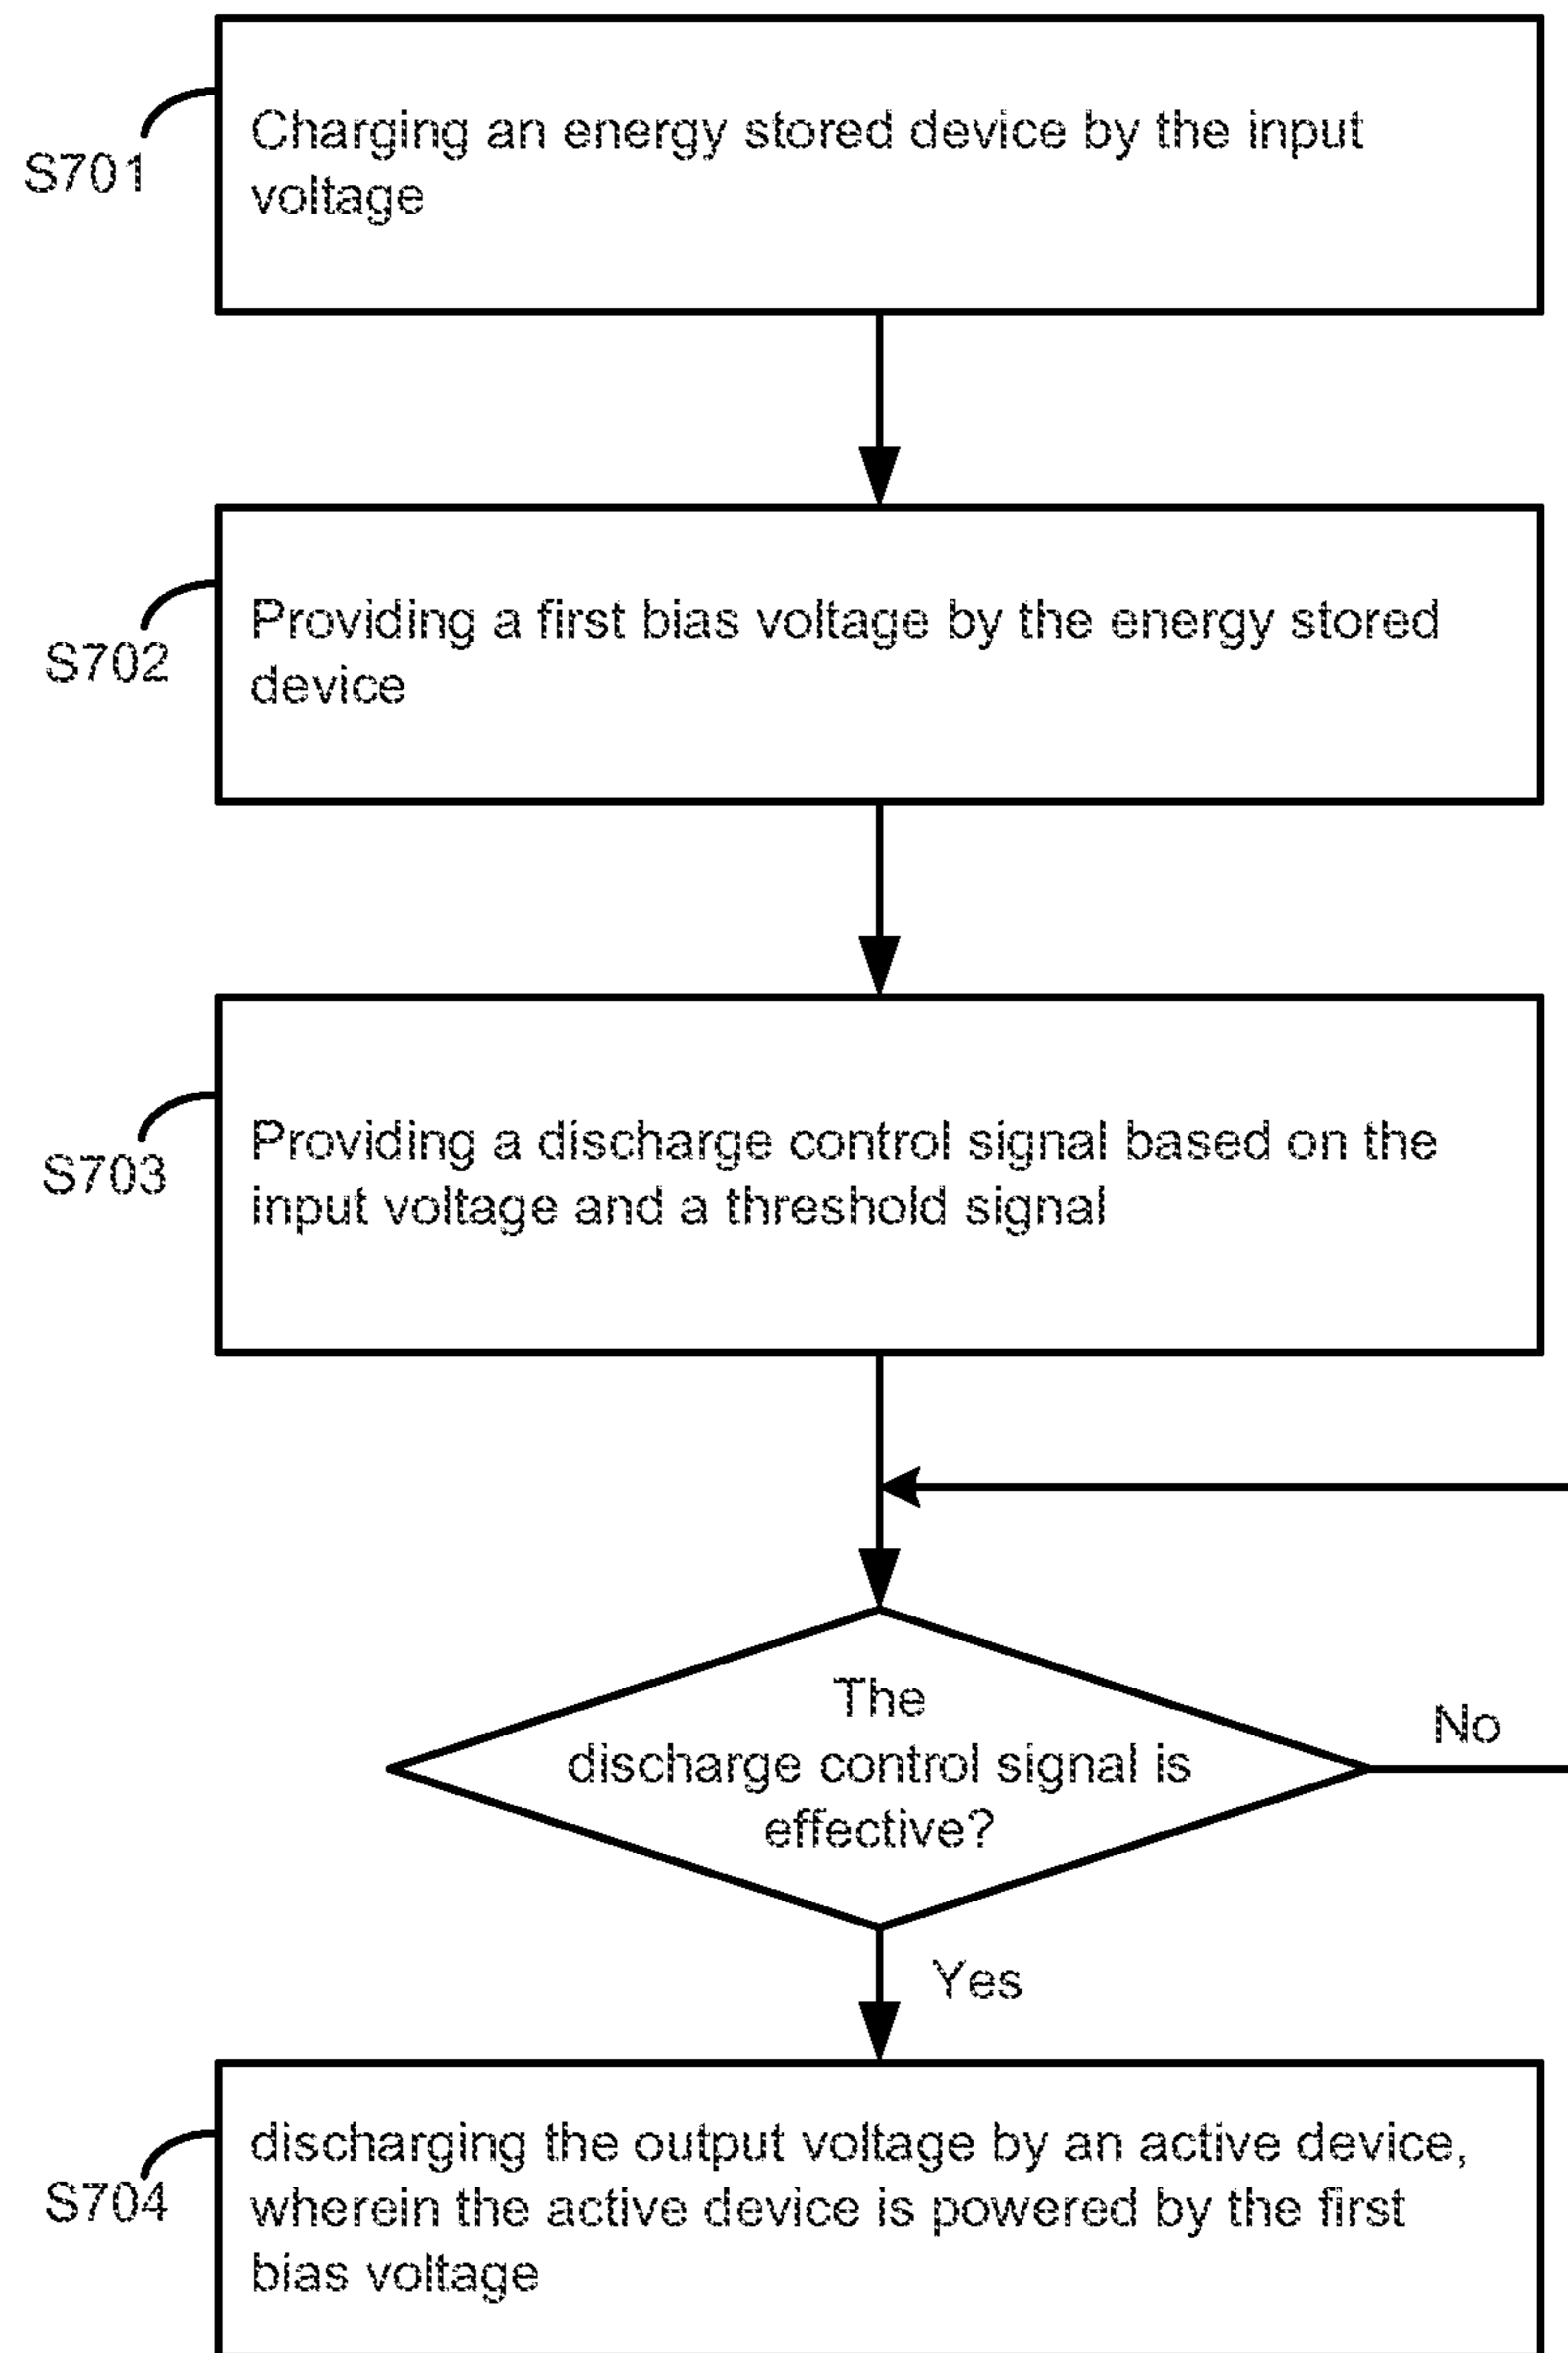 S701
Charging an energy stored device by the input
voltage
S702
Providing a first bias voltage by the energy stored
device
S703
Providing a discharge control signal based on the
input voltage and a threshold signal
The
discharge control signal is
effective?
No
Yes
S704
discharging the output voltage by an active device,
wherein the active device is powered by the first
bias voltage